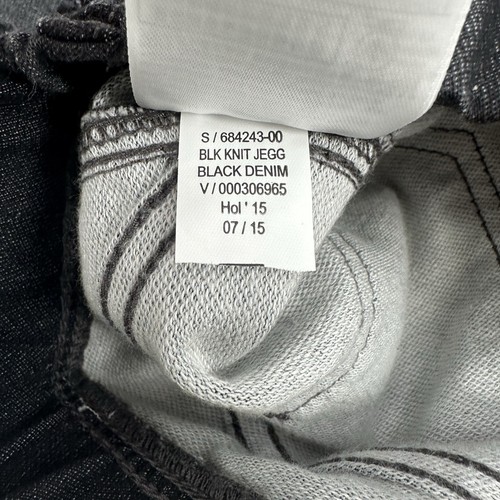 S / 684243-00
BLK KNIT JEGG
BLACK DENIM
V / 000306965
Hol ' 15
07 / 15